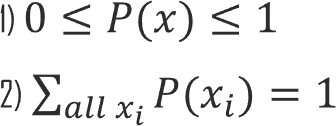 1) 0 ≤ P(x) ≤ 1
2) ∑all xᵢ P(xᵢ) = 1